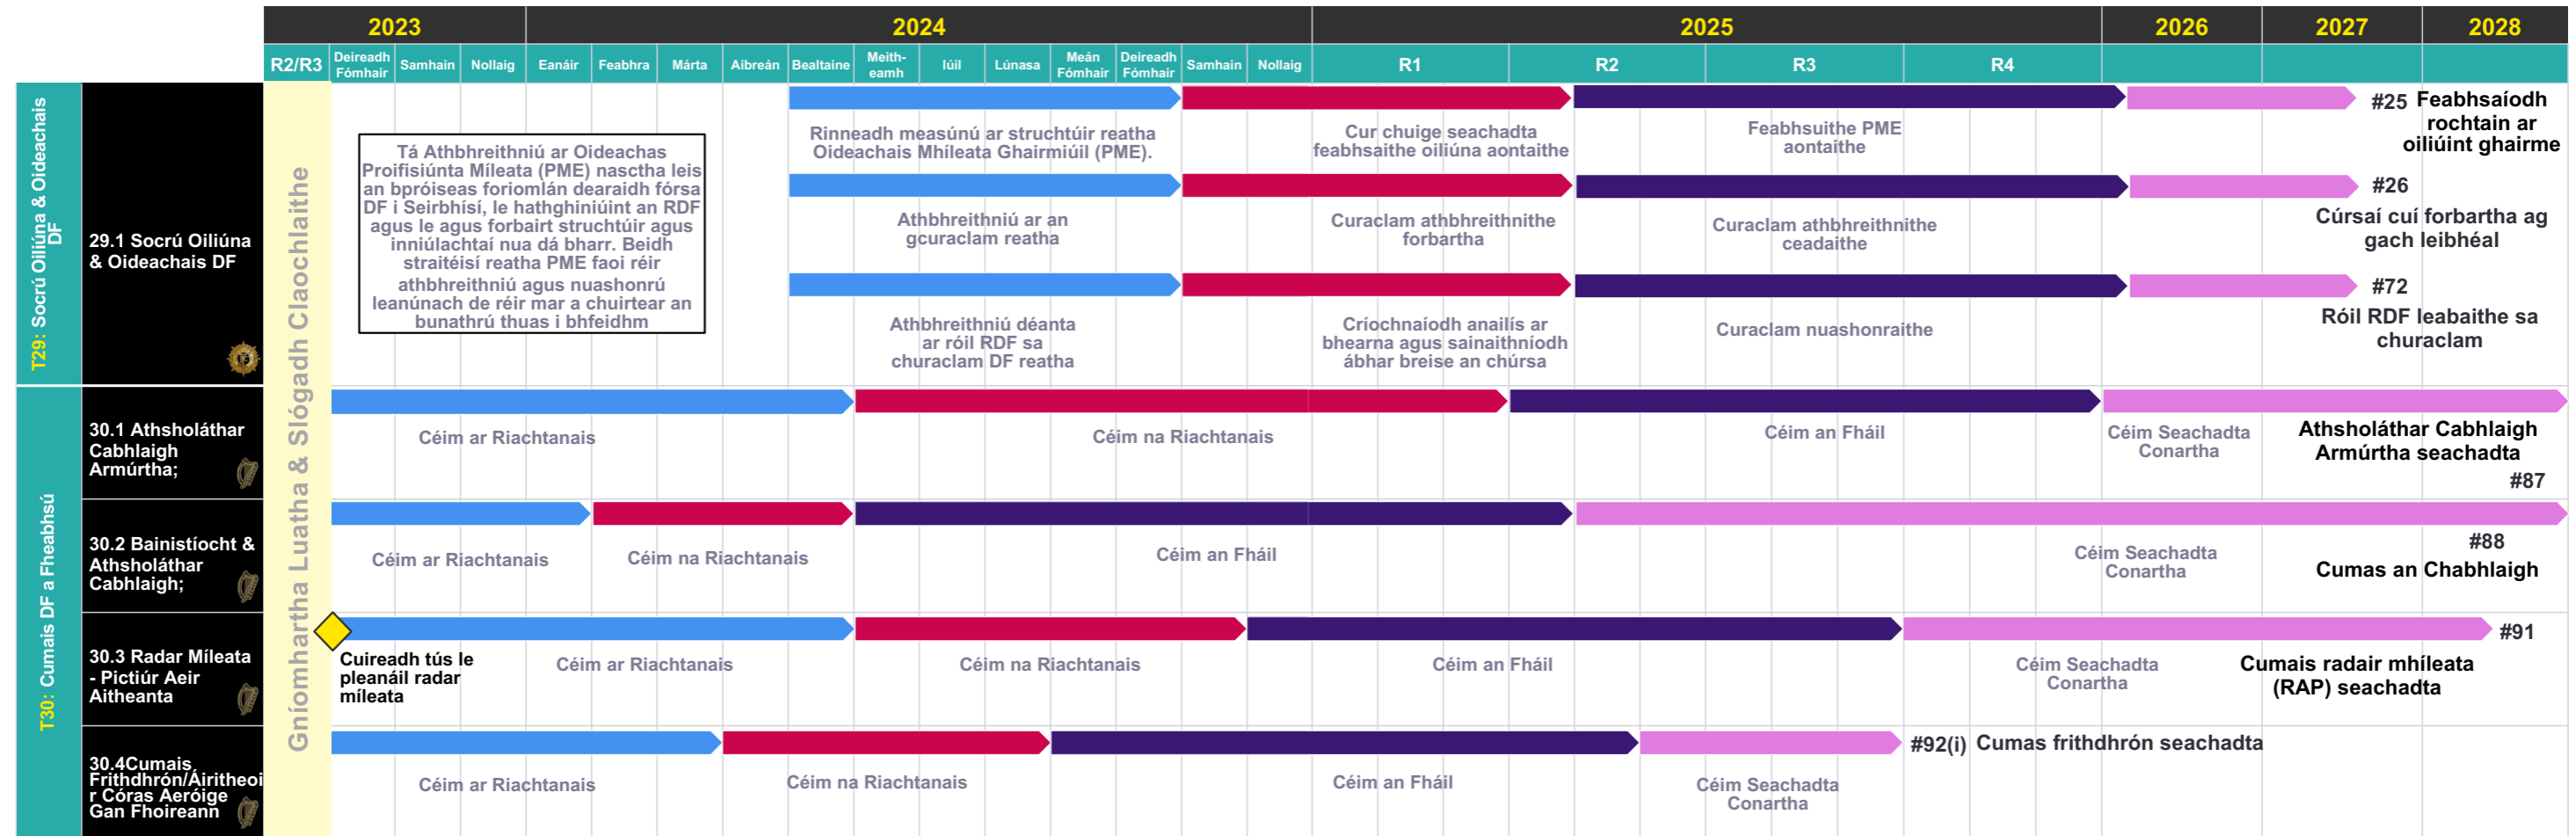 2023 2024 2025 2026 2027 2028
R2/R3 Deireadh Fómhair Samhain Nollaig Eanáir Feabhra Márta Aibreán Bealtaine Meith-eamh Iúil Lúnasa Meán Fómhair Deireadh Fómhair Samhain Nollaig R1 R2 R3 R4
T29: Socrú Oiliúna & Oideachais
DF
29.1 Socrú Oiliúna
& Oideachais DF
Gníomhartha Luatha & Slógadh Claochlaithe
Tá Athbhreithniú ar Oideachas
Proifisiúnta Míleata (PME) nasctha leis
an bpróiseas foriomlán dearaidh fórsa
DF i Seirbhísí, le hathghiniúint an RDF
agus le agus forbairt struchtúir agus
inniúlachtaí nua dá bharr. Beidh
straitéisí reatha PME faoi réir
athbhreithniú agus nuashonrú
leanúnach de réir mar a chuirtear an
bunathrú thuas i bhfeidhm
Rinneadh measúnú ar struchtúir reatha
Oideachais Mhíleata Ghairmiúil (PME).
Cur chuige seachadta
feabhsaithe oiliúna aontaithe
Feabhsuithe PME
aontaithe
#25 Feabhsaíodh
rochtain ar
oiliúint ghairme
Athbhreithniú ar an
gcuraclam reatha
Curaclam athbhreithnithe
forbartha
Curaclam athbhreithnithe
ceadaithe
#26
Cúrsaí cuí forbartha ag
gach leibhéal
Athbhreithniú déanta
ar róil RDF sa
churaclam DF reatha
Críochnaíodh anailís ar
bhearna agus sainaithníodh
ábhar breise an chúrsa
Curaclam nuashonraithe
#72
Róil RDF leabaithe sa
churaclam
T30: Cumais DF a Fheabhsú
30.1 Athsholáthar
Cabhlaigh
Armúrtha;
Céim ar Riachtanais
Céim na Riachtanais
Céim an Fháil
Céim Seachadta
Conartha
Athsholáthar Cabhlaigh
Armúrtha seachadta
#87
30.2 Bainistíocht &
Athsholáthar
Cabhlaigh;
Céim ar Riachtanais
Céim na Riachtanais
Céim an Fháil
Céim Seachadta
Conartha
#88
Cumas an Chabhlaigh
30.3 Radar Míleata
- Pictiúr Aeir
Aitheanta
Cuireadh tús le
pleanáil radar
míleata
Céim ar Riachtanais
Céim na Riachtanais
Céim an Fháil
Céim Seachadta
Conartha
#91
Cumais radair mhíleata
(RAP) seachadta
30.4Cumais
Frithdhrón/Áiritheoi
r Córas Aeróige
Gan Fhoireann
Céim ar Riachtanais
Céim na Riachtanais
Céim an Fháil
Céim Seachadta
Conartha
#92(i) Cumas frithdhrón seachadta